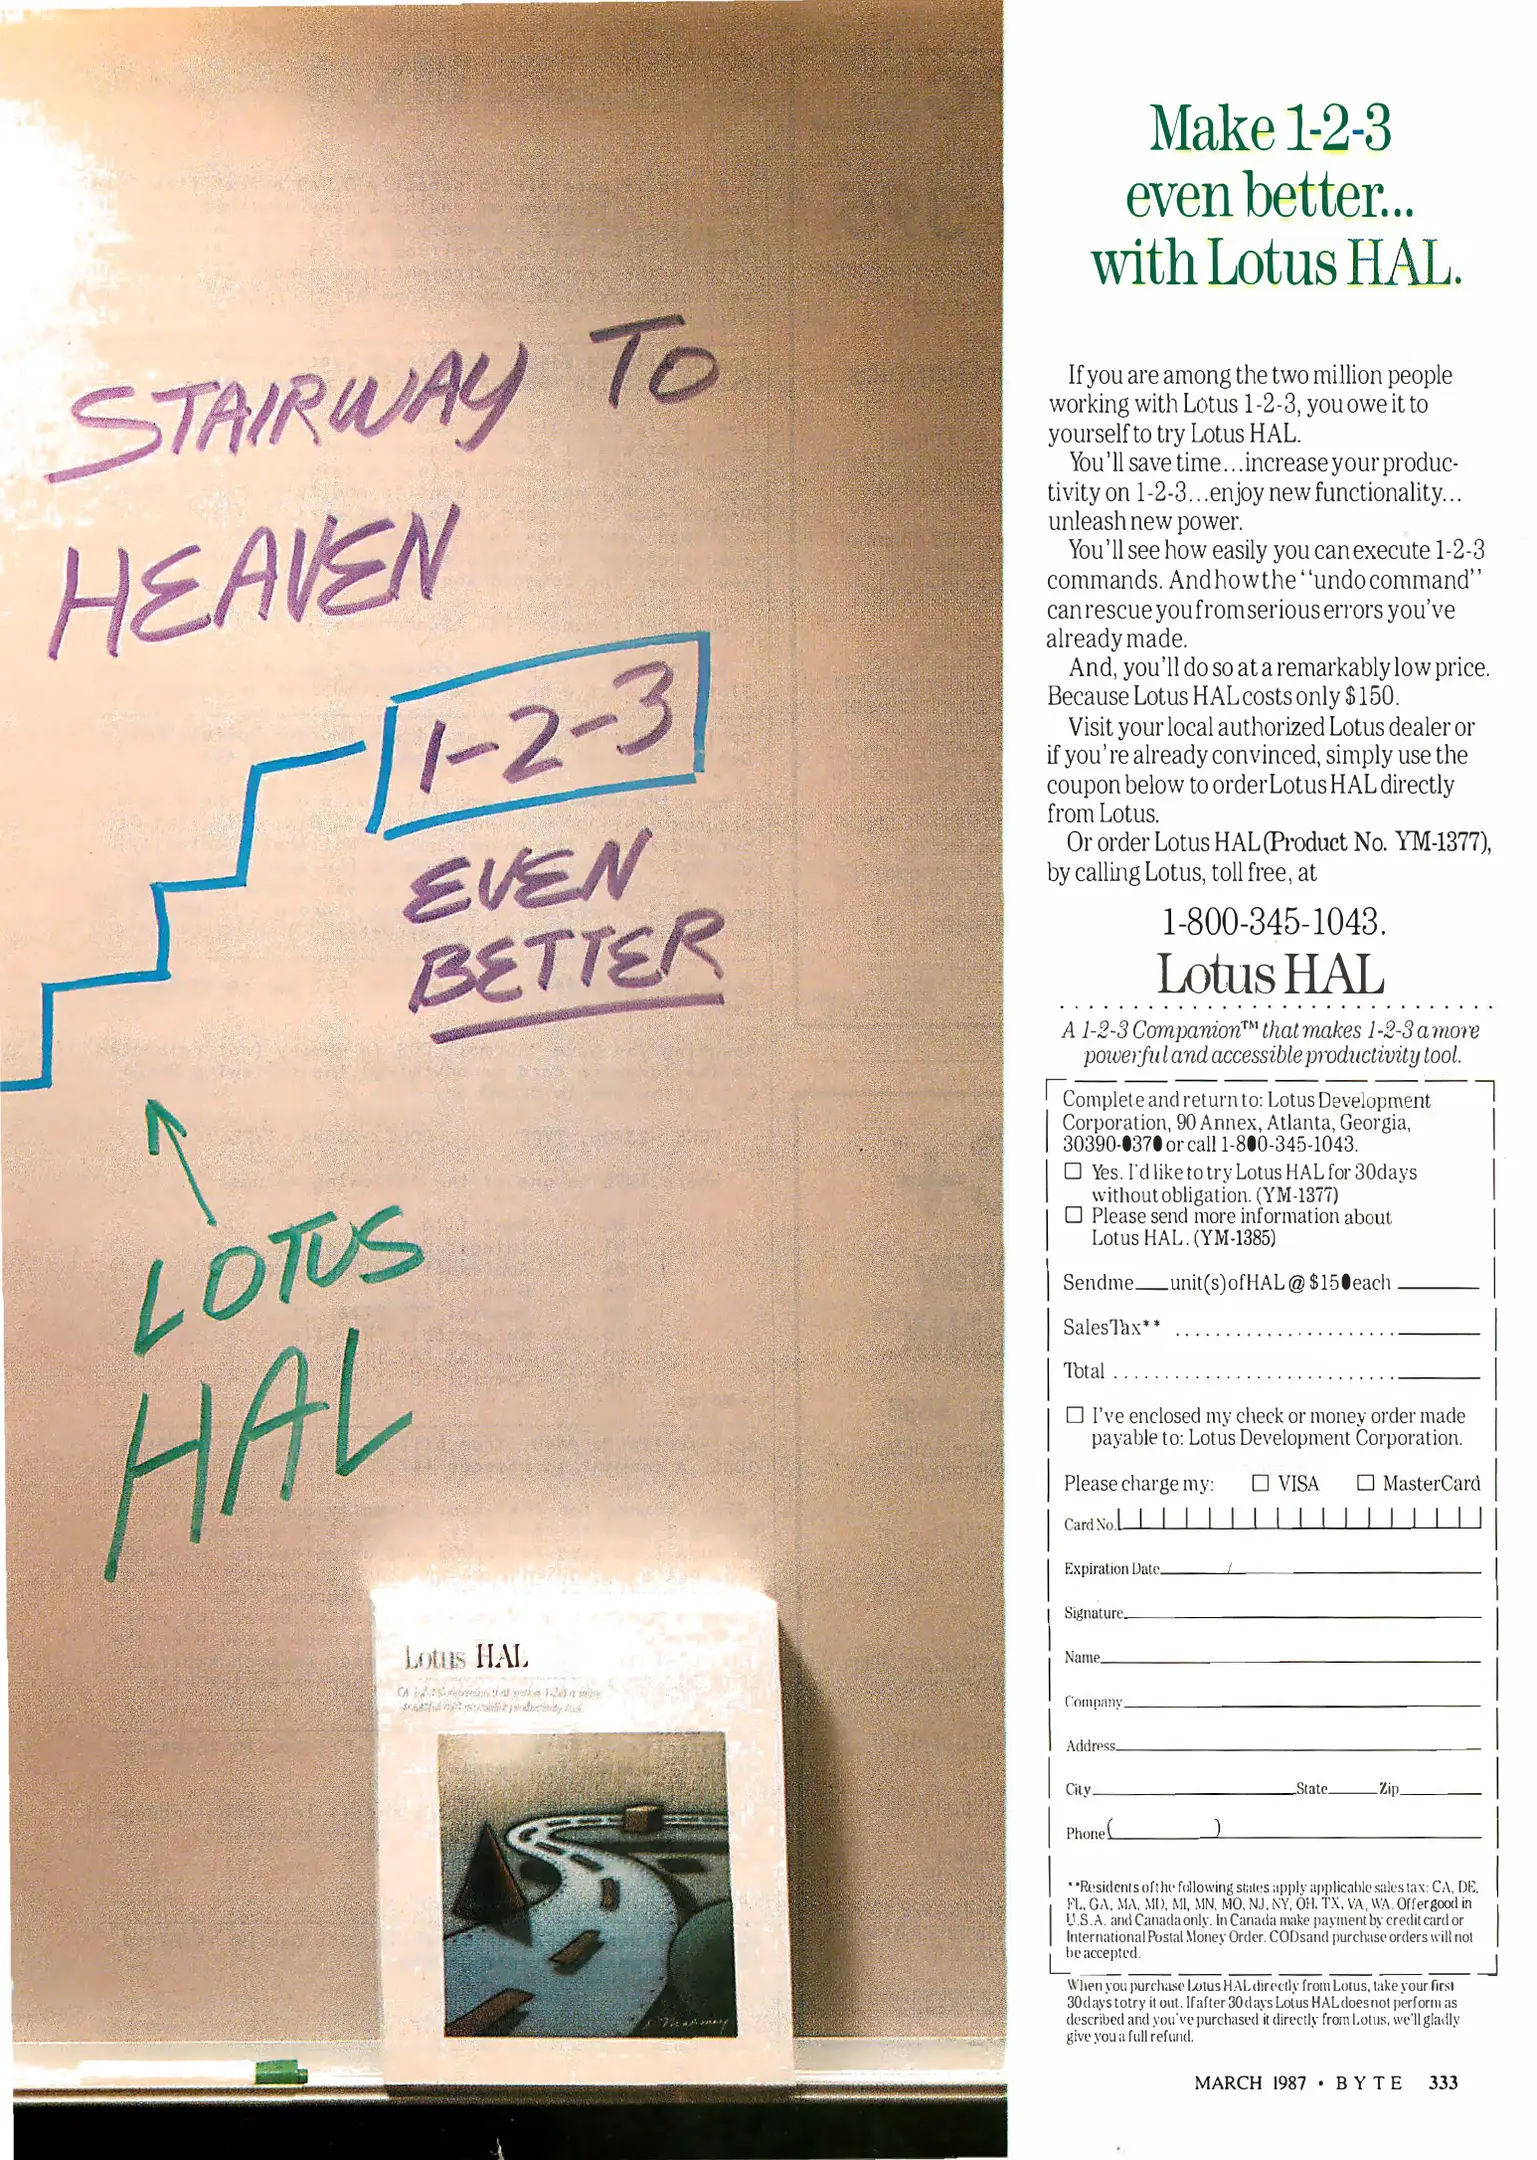 STAIRWAY TO
HEAVEN
1-2-3
EVEN
BETTER
LOTUS
HAL
Lotus HAL
Make 1-2-3
even better...
with Lotus HAL.
If you are among the two million people
working with Lotus 1-2-3, you owe it to
yourself to try Lotus HAL.
You'll save time...increase your produc-
tivity on 1-2-3...enjoy new functionality...
unleash new power.
You'll see how easily you can execute 1-2-3
commands. And how the "undo command"
can rescue you from serious errors you've
already made.
And, you'll do so at a remarkably low price.
Because Lotus HAL costs only $150.
Visit your local authorized Lotus dealer or
if you're already convinced, simply use the
coupon below to order Lotus HAL directly
from Lotus.
Or order Lotus HAL (Product No. YM-1377),
by calling Lotus, toll free, at
1-800-345-1043.
Lotus HAL
A 1-2-3 Companion™ that makes 1-2-3 a more
powerful and accessible productivity tool.
Complete and return to: Lotus Development
Corporation, 90 Annex, Atlanta, Georgia,
30390-0370 or call 1-800-345-1043.
☐ Yes. I'd like to try Lotus HAL for 30 days
without obligation. (YM-1377)
☐ Please send more information about
Lotus HAL. (YM-1385)
Send me ___ unit(s) of HAL @ $150 each ______
Sales Tax** ......................______
Total ............................______
☐ I've enclosed my check or money order made
payable to: Lotus Development Corporation.
Please charge my: ☐ VISA ☐ MasterCard
Card No.
Expiration Date ______/______
Signature
Name
Company
Address
City State Zip
Phone ( )
**Residents of the following states apply applicable sales tax: CA, DE,
FL, GA, MA, MD, MI, MN, MO, NJ, NY, OH, TX, VA, WA. Offer good in
U.S.A. and Canada only. In Canada make payment by credit card or
International Postal Money Order. CODs and purchase orders will not
be accepted.
When you purchase Lotus HAL directly from Lotus, take your first
30 days to try it out. If after 30 days Lotus HAL does not perform as
described and you've purchased it directly from Lotus, we'll gladly
give you a full refund.
MARCH 1987 • BYTE 333